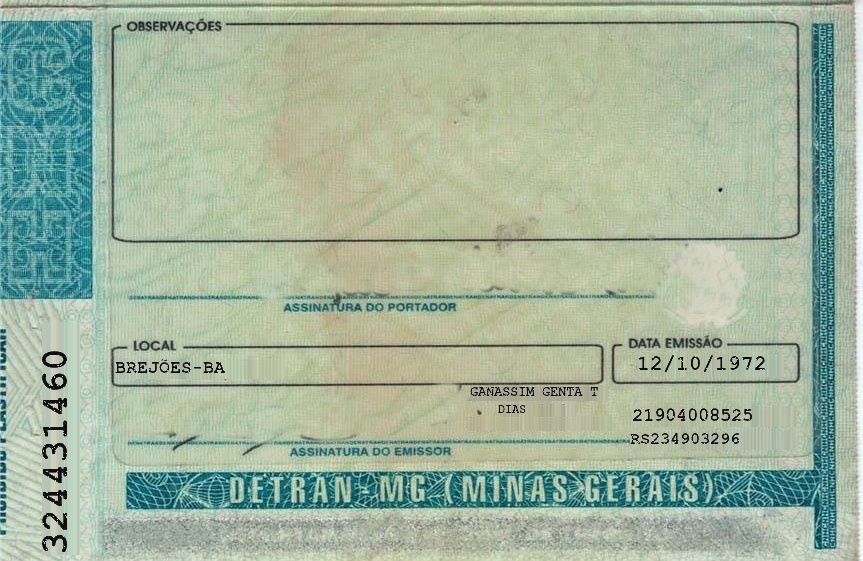 OBSERVAÇÕES
ASSINATURA DO PORTADOR
LOCAL
BREJÕES-BA
DATA EMISSÃO
12/10/1972
GANASSIM GENTA T
DIAS
21904008525
RS234903296
ASSINATURA DO EMISSOR
DETRAN-MG (MINAS GERAIS)
324431460
PROIBIDO PLASTIFICAR